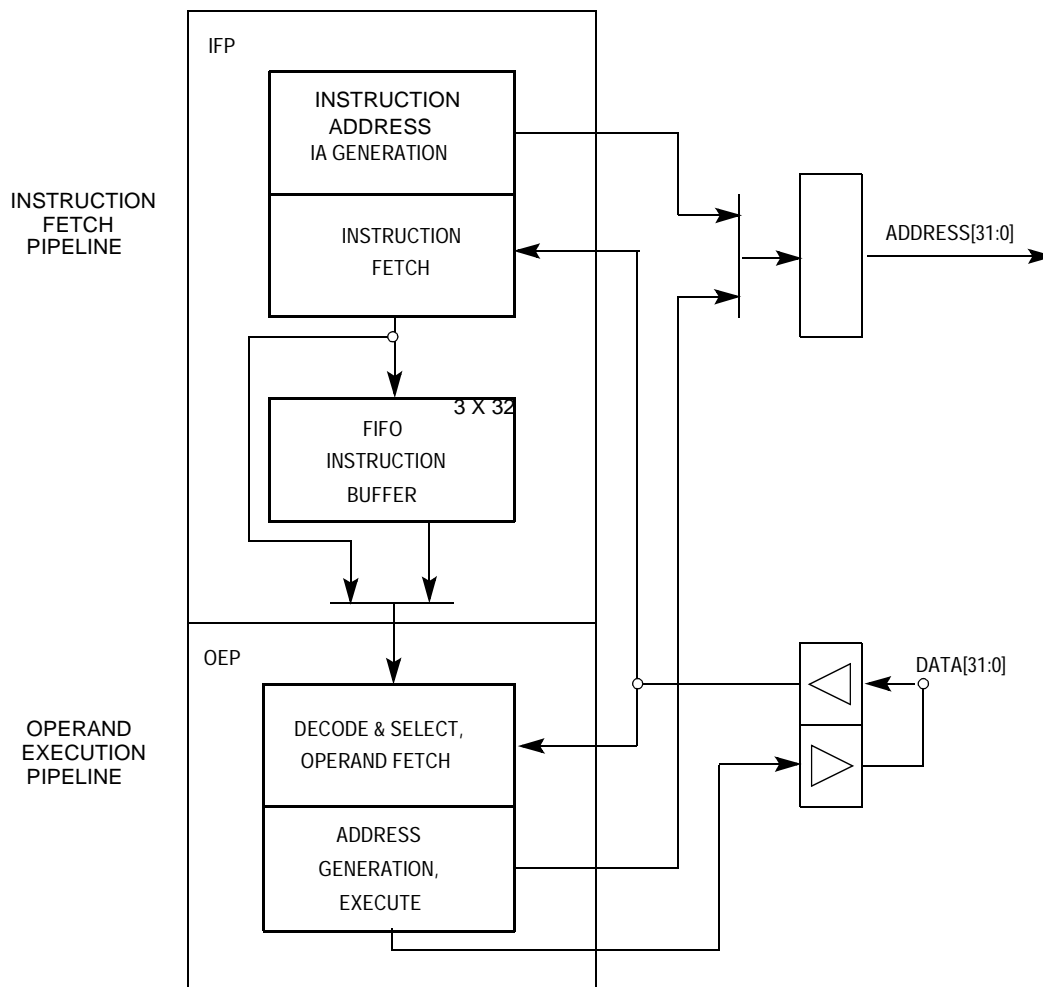 IFP
INSTRUCTION
ADDRESS
IA GENERATION
INSTRUCTION
FETCH
PIPELINE
INSTRUCTION
FETCH
ADDRESS[31:0]
3 X 32
FIFO
INSTRUCTION
BUFFER
OEP
DATA[31:0]
OPERAND
EXECUTION
PIPELINE
DECODE & SELECT,
OPERAND FETCH
ADDRESS
GENERATION,
EXECUTE